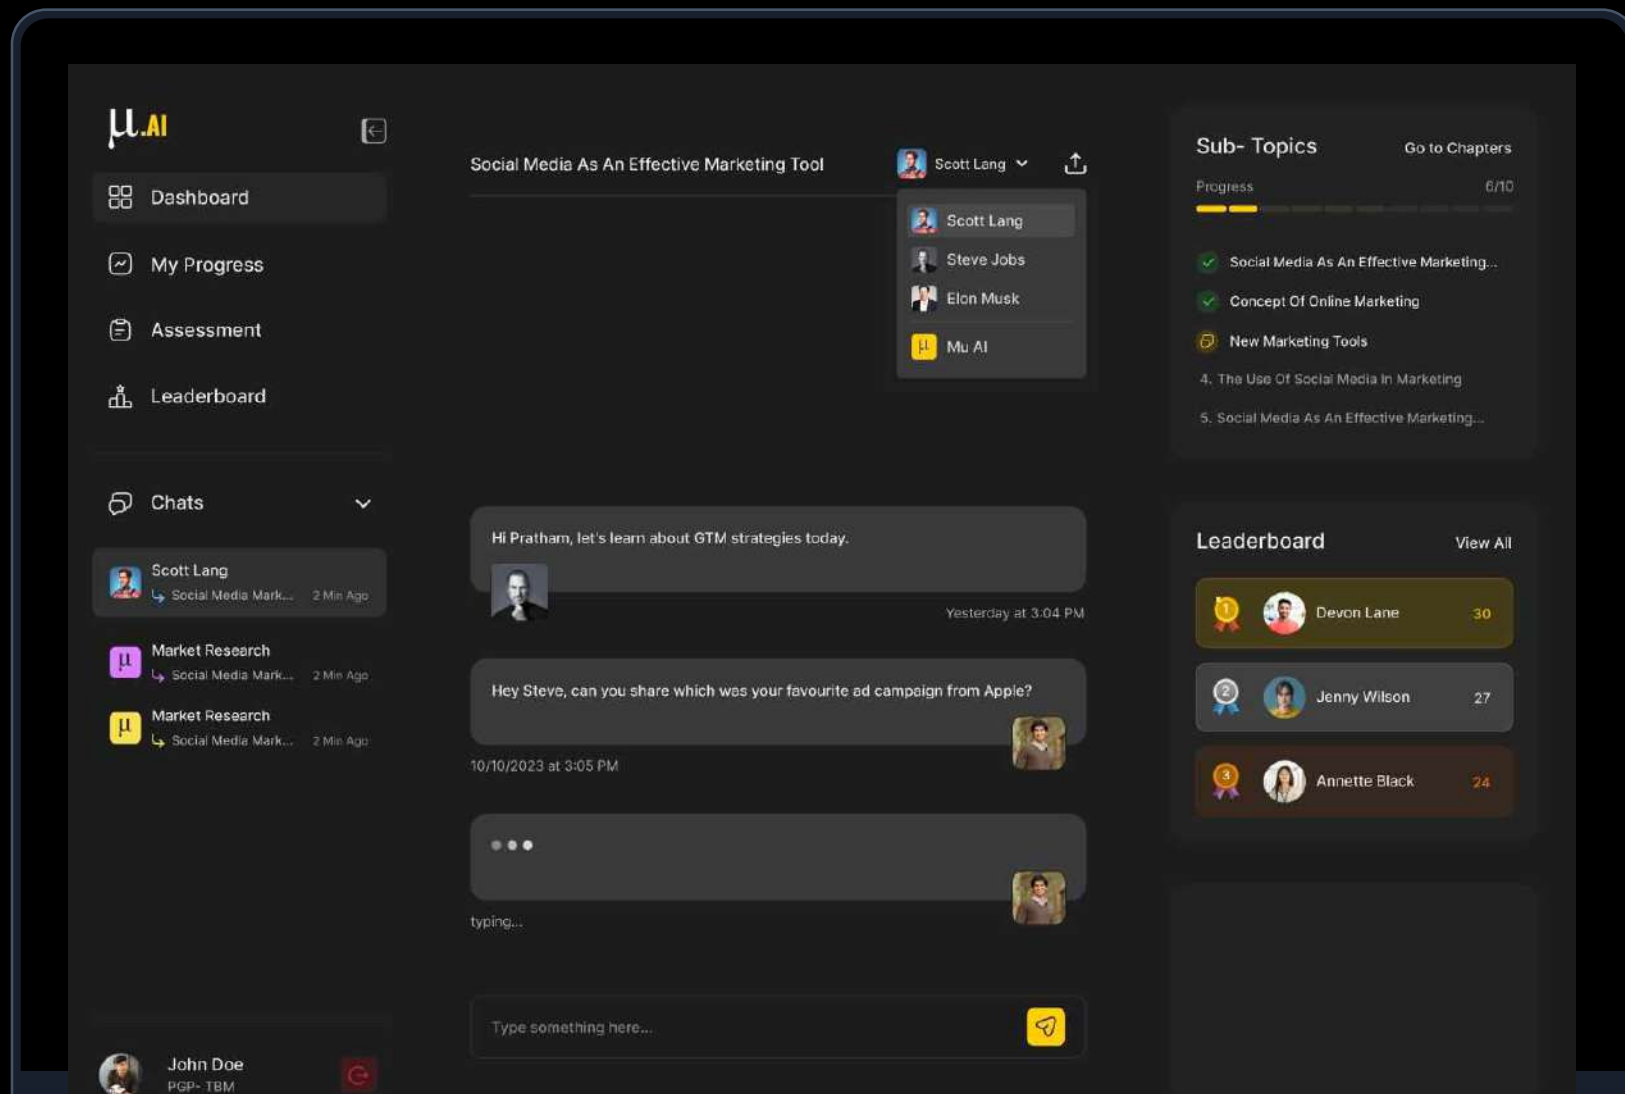 μ.AI
Dashboard
My Progress
Assessment
Leaderboard
Chats
Scott Lang
Social Media Mark... 2 Min Ago
μ
Market Research
Social Media Mark... 2 Min Ago
μ
Market Research
Social Media Mark... 2 Min Ago
John Doe
PGP- TBM
Social Media As An Effective Marketing Tool
Scott Lang
Scott Lang
Steve Jobs
Elon Musk
μ Mu AI
Hi Pratham, let's learn about GTM strategies today.
Yesterday at 3:04 PM
Hey Steve, can you share which was your favourite ad campaign from Apple?
10/10/2023 at 3:05 PM
typing...
Type something here...
Sub- Topics Go to Chapters
Progress 6/10
Social Media As An Effective Marketing...
Concept Of Online Marketing
New Marketing Tools
4. The Use Of Social Media In Marketing
5. Social Media As An Effective Marketing...
Leaderboard View All
1 Devon Lane 30
2 Jenny Wilson 27
3 Annette Black 24